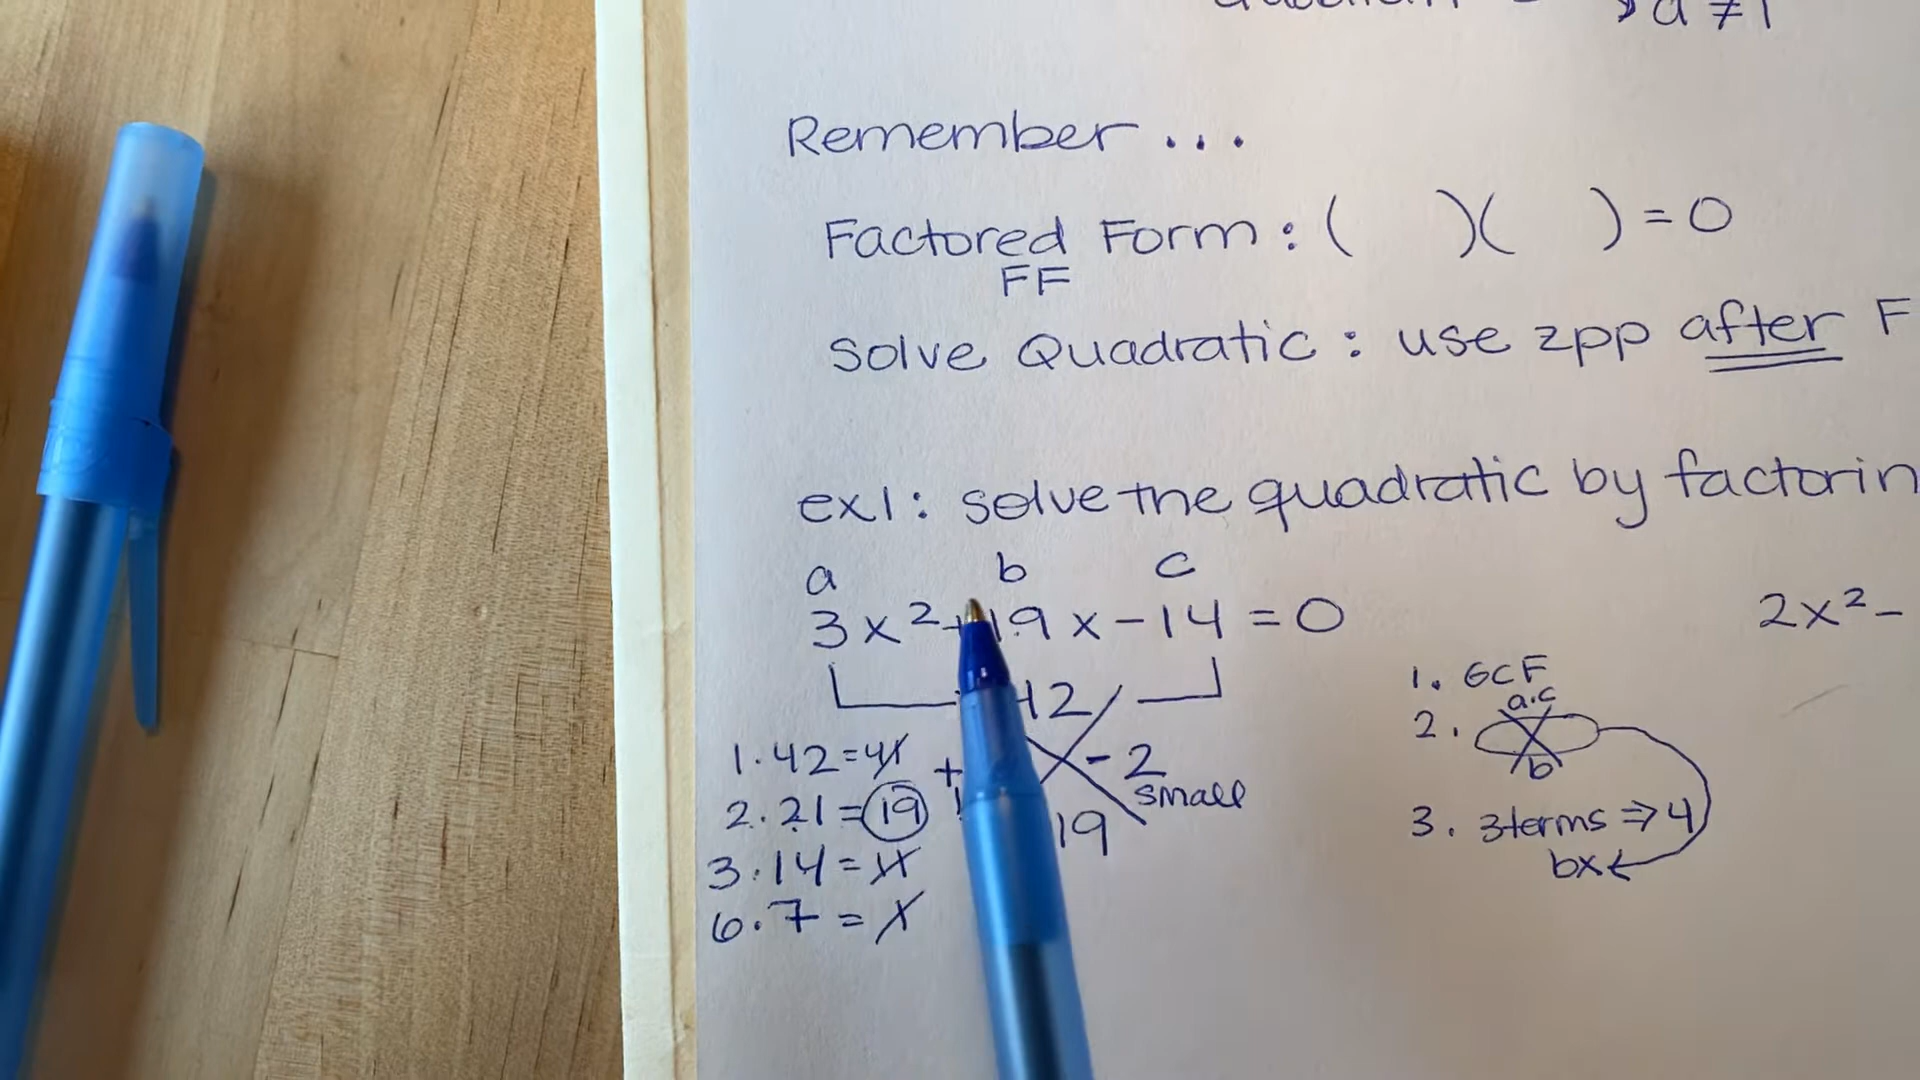 a ≠ 1
Remember ...
Factored Form : ( )( ) = 0
FF
Solve Quadratic : use zpp after F
ex1: solve the quadratic by factorin
a b c
3x²+19x-14=0
2x²-
42
1·42=41
2·21=19
3·14=11
6·7=1
+
-2
small
19
1. GCF
a·c
2.
b
3. 3terms ⇒ 4
bx